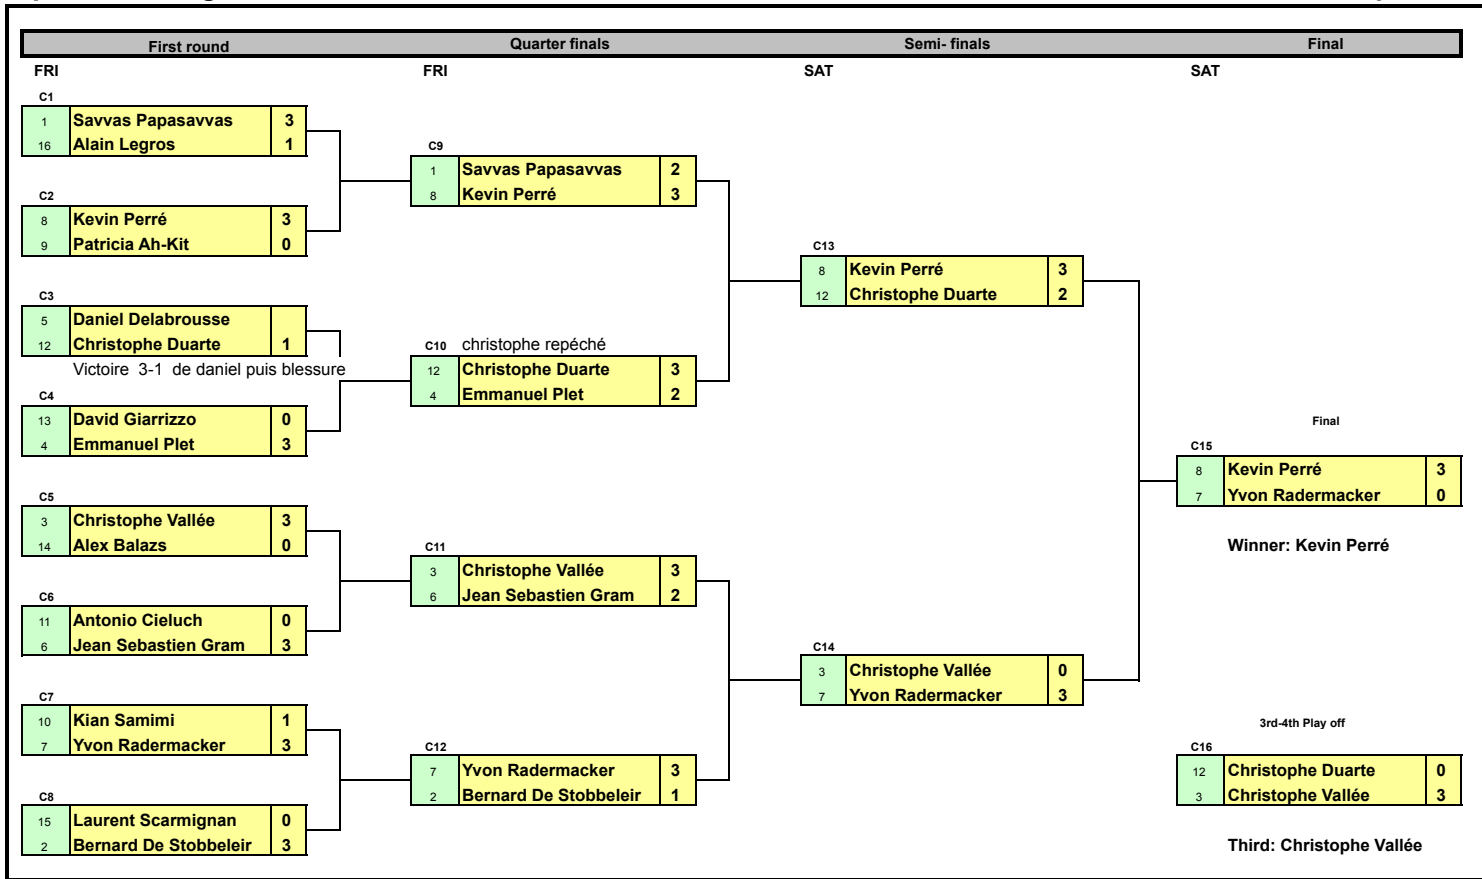 First round Quarter finals Semi- finals Final
FRI FRI SAT SAT
C1
1 Savvas Papasavvas 3
16 Alain Legros 1
C2
8 Kevin Perré 3
9 Patricia Ah-Kit 0
C3
5 Daniel Delabrousse
12 Christophe Duarte 1
Victoire 3-1 de daniel puis blessure
C4
13 David Giarrizzo 0
4 Emmanuel Plet 3
C5
3 Christophe Vallée 3
14 Alex Balazs 0
C6
11 Antonio Cieluch 0
6 Jean Sebastien Gram 3
C7
10 Kian Samimi 1
7 Yvon Radermacker 3
C8
15 Laurent Scarmignan 0
2 Bernard De Stobbeleir 3
C9
1 Savvas Papasavvas 2
8 Kevin Perré 3
C10 christophe repéché
12 Christophe Duarte 3
4 Emmanuel Plet 2
C11
3 Christophe Vallée 3
6 Jean Sebastien Gram 2
C12
7 Yvon Radermacker 3
2 Bernard De Stobbeleir 1
C13
8 Kevin Perré 3
12 Christophe Duarte 2
C14
3 Christophe Vallée 0
7 Yvon Radermacker 3
Final
C15
8 Kevin Perré 3
7 Yvon Radermacker 0
Winner: Kevin Perré
3rd-4th Play off
C16
12 Christophe Duarte 0
3 Christophe Vallée 3
Third: Christophe Vallée